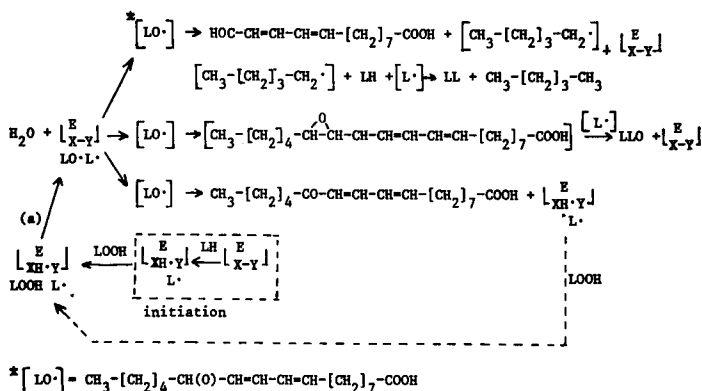 *[LO·] → HOC-CH=CH-CH=CH-[CH2]7-COOH + [CH3-[CH2]3-CH2·] + E X-Y
[CH3-[CH2]3-CH2·] + LH +[L·]→ LL + CH3-[CH2]3-CH3
H2O + E X-Y LO·L· → [LO·] → [CH3-[CH2]4-CH-CH-CH=CH-CH=CH-[CH2]7-COOH] [L·] → LLO + E X-Y
O
[LO·] → CH3-[CH2]4-CO-CH=CH-CH=CH-[CH2]7-COOH + E XH·Y L·
(a)
E XH·Y LOOH L· ← LOOH E XH·Y L· ← LH E X-Y
LOOH
initiation
*[LO·]= CH3-[CH2]4-CH(O)-CH=CH-CH=CH-[CH2]7-COOH